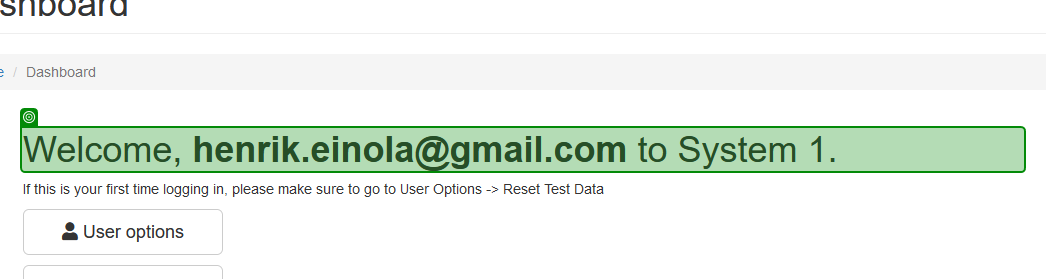 shboard
e / Dashboard
Welcome, henrik.einola@gmail.com to System 1.
If this is your first time logging in, please make sure to go to User Options -> Reset Test Data
User options